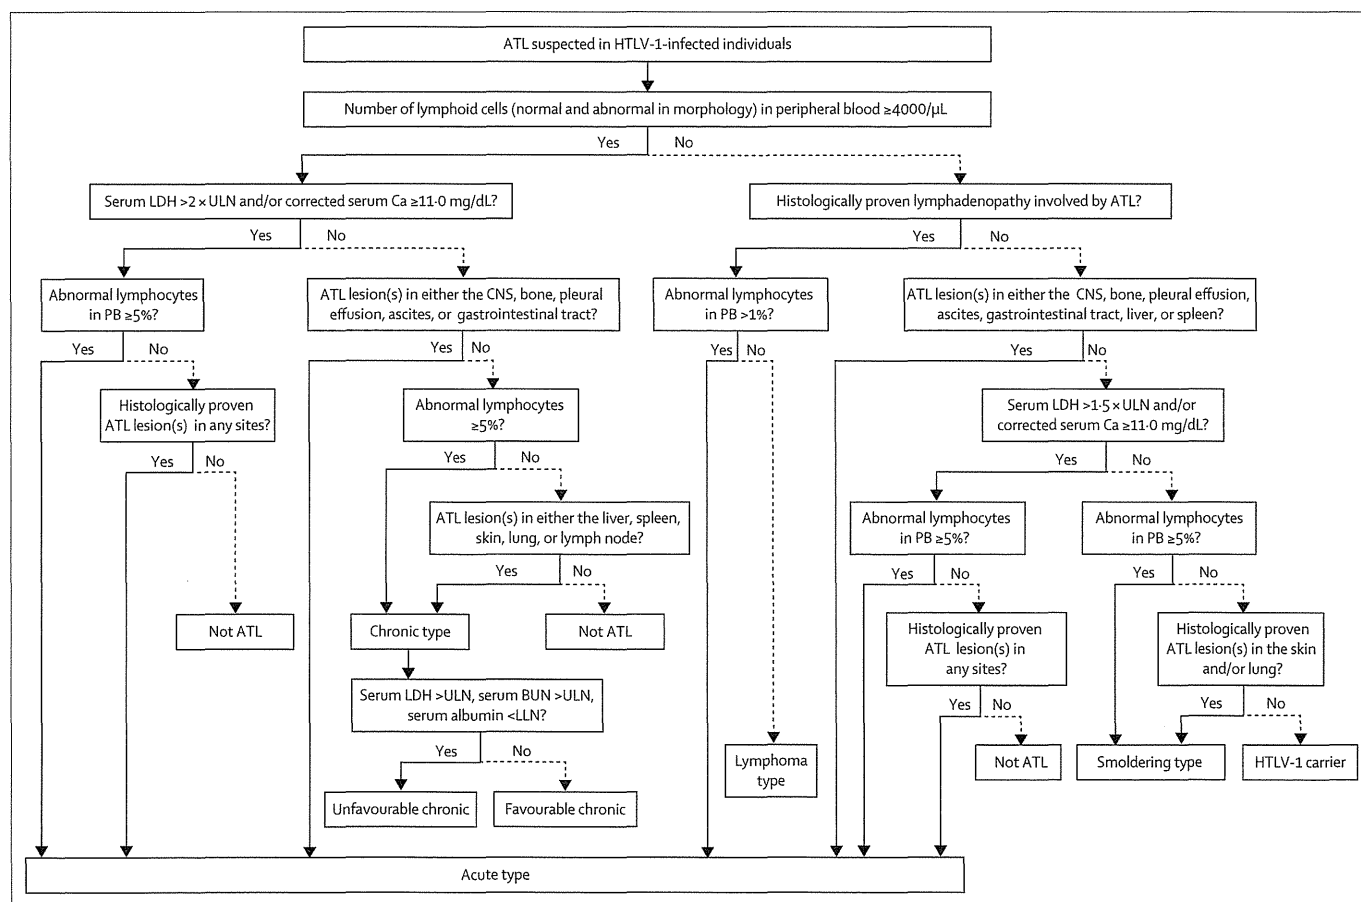 ATL suspected in HTLV-1-infected individuals
Number of lymphoid cells (normal and abnormal in morphology) in peripheral blood ≥4000/μL
Yes
No
Serum LDH >2 × ULN and/or corrected serum Ca ≥11·0 mg/dL?
Histologically proven lymphadenopathy involved by ATL?
Yes
No
Yes
No
Abnormal lymphocytes
in PB ≥5%?
ATL lesion(s) in either the CNS, bone, pleural
effusion, ascites, or gastrointestinal tract?
Abnormal lymphocytes
in PB >1%?
ATL lesion(s) in either the CNS, bone, pleural effusion,
ascites, gastrointestinal tract, liver, or spleen?
Yes
No
Yes
No
Yes
No
Yes
No
Histologically proven
ATL lesion(s) in any sites?
Abnormal lymphocytes
≥5%?
Serum LDH >1·5 × ULN and/or
corrected serum Ca ≥11·0 mg/dL?
Yes
No
Yes
No
Yes
No
ATL lesion(s) in either the liver, spleen,
skin, lung, or lymph node?
Abnormal lymphocytes
in PB ≥5%?
Abnormal lymphocytes
in PB ≥5%?
Yes
No
Yes
No
Yes
No
Not ATL
Chronic type
Not ATL
Histologically proven
ATL lesion(s) in
any sites?
Histologically proven
ATL lesion(s) in the skin
and/or lung?
Serum LDH >ULN, serum BUN >ULN,
serum albumin <LLN?
Yes
No
Yes
No
Yes
No
Lymphoma
type
Not ATL
Smoldering type
HTLV-1 carrier
Unfavourable chronic
Favourable chronic
Acute type